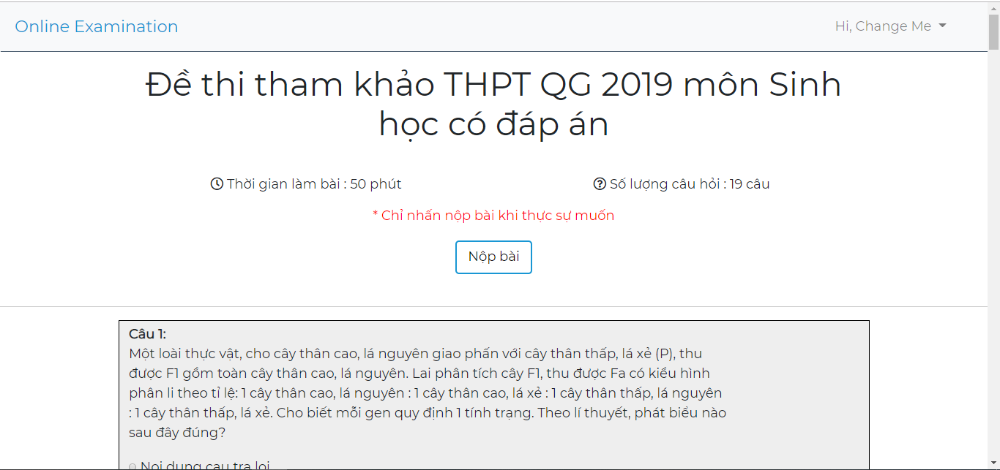 Online Examination
Hi, Change Me
Đề thi tham khảo THPT QG 2019 môn Sinh
học có đáp án
Thời gian làm bài : 50 phút
Số lượng câu hỏi : 19 câu
* Chỉ nhấn nộp bài khi thực sự muốn
Nộp bài
Câu 1:
Một loài thực vật, cho cây thân cao, lá nguyên giao phấn với cây thân thấp, lá xẻ (P), thu
được F1 gồm toàn cây thân cao, lá nguyên. Lai phân tích cây F1, thu được Fa có kiểu hình
phân li theo tỉ lệ: 1 cây thân cao, lá nguyên : 1 cây thân cao, lá xẻ : 1 cây thân thấp, lá nguyên
: 1 cây thân thấp, lá xẻ. Cho biết mỗi gen quy định 1 tính trạng. Theo lí thuyết, phát biểu nào
sau đây đúng?
Noi dung cau tra loi